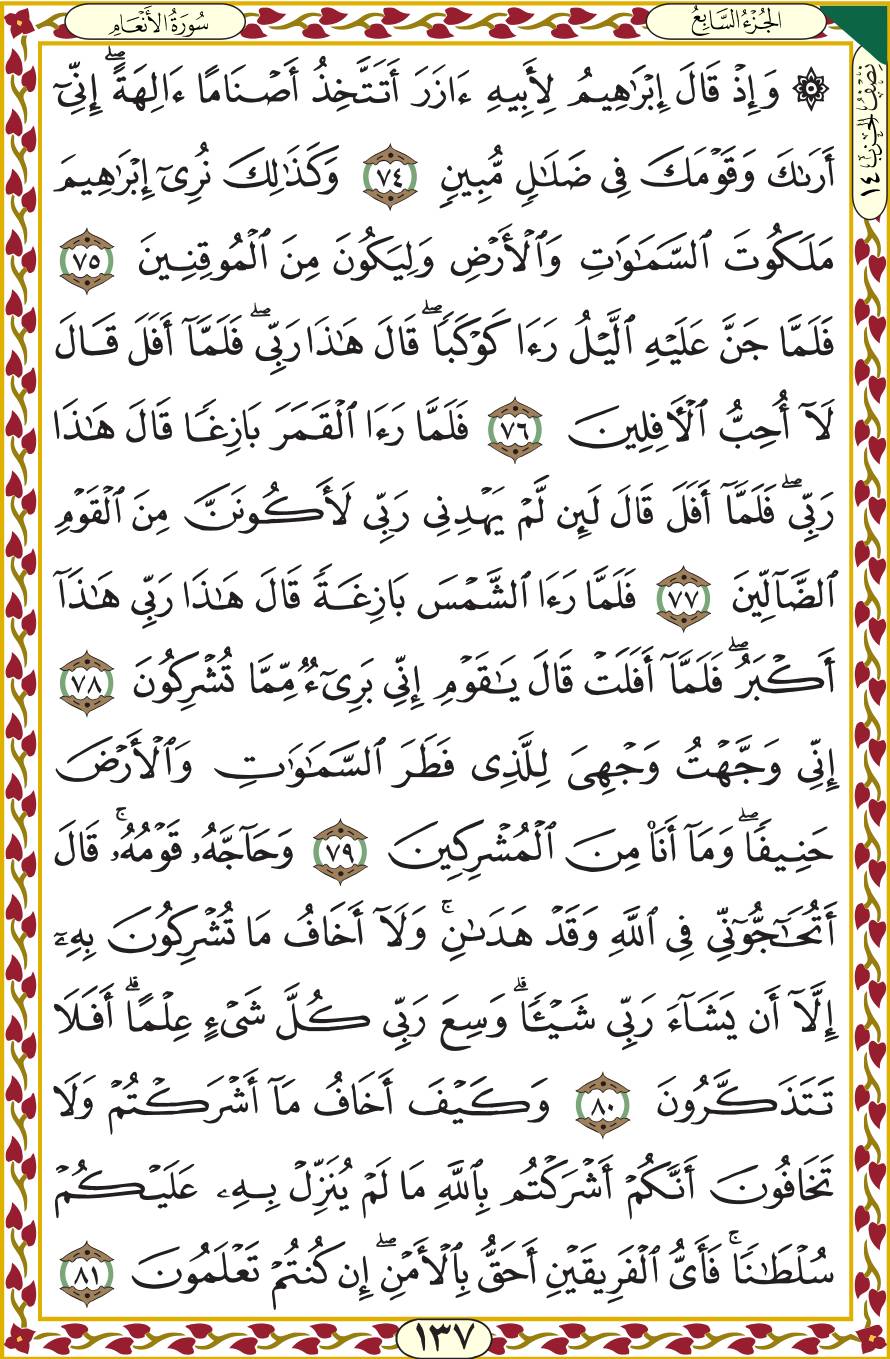 الجُزْءُ السَّابِعُ
سُورَةُ الأَنْعَامِ
نِصْفُ الحِزْبِ ١٤
۞ وَإِذْ قَالَ إِبْرَٰهِيمُ لِأَبِيهِ ءَازَرَ أَتَتَّخِذُ أَصْنَامًا ءَالِهَةً ۖ إِنِّىٓ
أَرَىٰكَ وَقَوْمَكَ فِى ضَلَٰلٍ مُّبِينٍ ٧٤ وَكَذَٰلِكَ نُرِىٓ إِبْرَٰهِيمَ
مَلَكُوتَ ٱلسَّمَٰوَٰتِ وَٱلْأَرْضِ وَلِيَكُونَ مِنَ ٱلْمُوقِنِينَ ٧٥
فَلَمَّا جَنَّ عَلَيْهِ ٱلَّيْلُ رَءَا كَوْكَبًا ۖ قَالَ هَٰذَا رَبِّى ۖ فَلَمَّآ أَفَلَ قَالَ
لَآ أُحِبُّ ٱلْـَٔافِلِينَ ٧٦ فَلَمَّا رَءَا ٱلْقَمَرَ بَازِغًا قَالَ هَٰذَا
رَبِّى ۖ فَلَمَّآ أَفَلَ قَالَ لَئِن لَّمْ يَهْدِنِى رَبِّى لَأَكُونَنَّ مِنَ ٱلْقَوْمِ
ٱلضَّآلِّينَ ٧٧ فَلَمَّا رَءَا ٱلشَّمْسَ بَازِغَةً قَالَ هَٰذَا رَبِّى هَٰذَآ
أَكْبَرُ ۖ فَلَمَّآ أَفَلَتْ قَالَ يَٰقَوْمِ إِنِّى بَرِىٓءٌ مِّمَّا تُشْرِكُونَ ٧٨
إِنِّى وَجَّهْتُ وَجْهِىَ لِلَّذِى فَطَرَ ٱلسَّمَٰوَٰتِ وَٱلْأَرْضَ
حَنِيفًا ۖ وَمَآ أَنَا۠ مِنَ ٱلْمُشْرِكِينَ ٧٩ وَحَآجَّهُۥ قَوْمُهُۥ ۚ قَالَ
أَتُحَٰٓجُّوٓنِّى فِى ٱللَّهِ وَقَدْ هَدَىٰنِ ۚ وَلَآ أَخَافُ مَا تُشْرِكُونَ بِهِۦٓ
إِلَّآ أَن يَشَآءَ رَبِّى شَيْـًٔا ۗ وَسِعَ رَبِّى كُلَّ شَىْءٍ عِلْمًا ۗ أَفَلَا
تَتَذَكَّرُونَ ٨٠ وَكَيْفَ أَخَافُ مَآ أَشْرَكْتُمْ وَلَا
تَخَافُونَ أَنَّكُمْ أَشْرَكْتُم بِٱللَّهِ مَا لَمْ يُنَزِّلْ بِهِۦ عَلَيْكُمْ
سُلْطَٰنًا ۚ فَأَىُّ ٱلْفَرِيقَيْنِ أَحَقُّ بِٱلْأَمْنِ ۖ إِن كُنتُمْ تَعْلَمُونَ ٨١
١٣٧